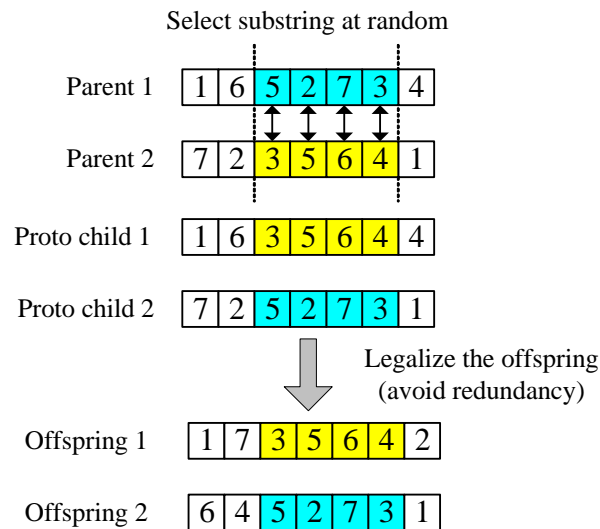 Select substring at random
Parent 1 1 6 5 2 7 3 4
Parent 2 7 2 3 5 6 4 1
Proto child 1 1 6 3 5 6 4 4
Proto child 2 7 2 5 2 7 3 1
Legalize the offspring
(avoid redundancy)
Offspring 1 1 7 3 5 6 4 2
Offspring 2 6 4 5 2 7 3 1